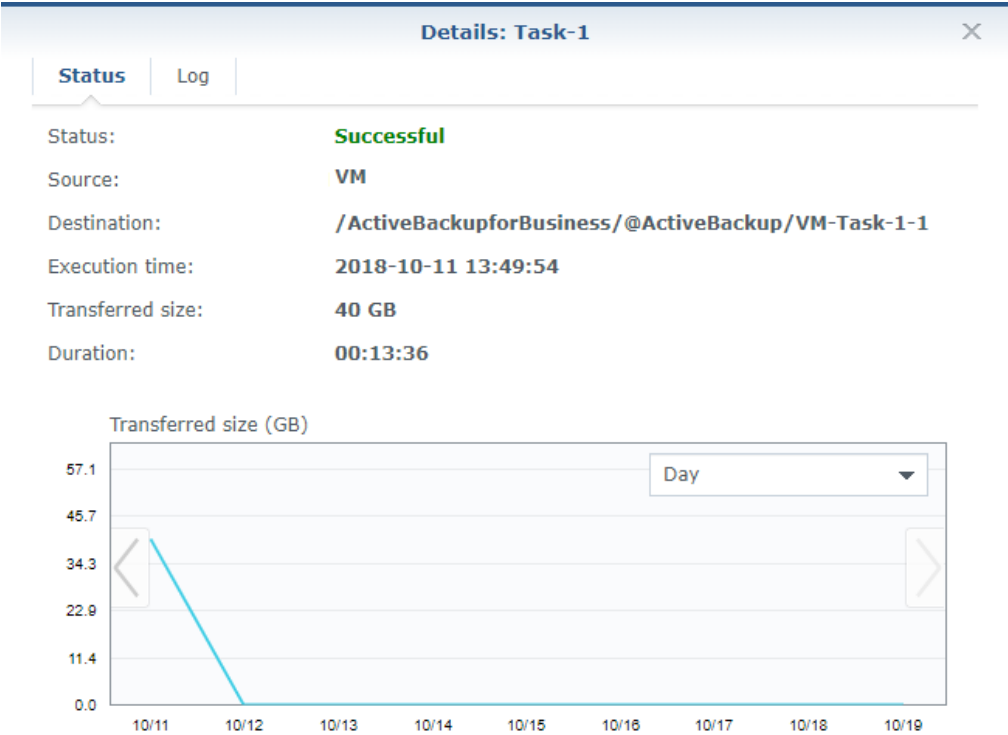 Details: Task-1
Status Log
Status: Successful
Source: VM
Destination: /ActiveBackupforBusiness/@ActiveBackup/VM-Task-1-1
Execution time: 2018-10-11 13:49:54
Transferred size: 40 GB
Duration: 00:13:36
Transferred size (GB)
Day
57.1
45.7
34.3
22.9
11.4
0.0
10/11 10/12 10/13 10/14 10/15 10/16 10/17 10/18 10/19